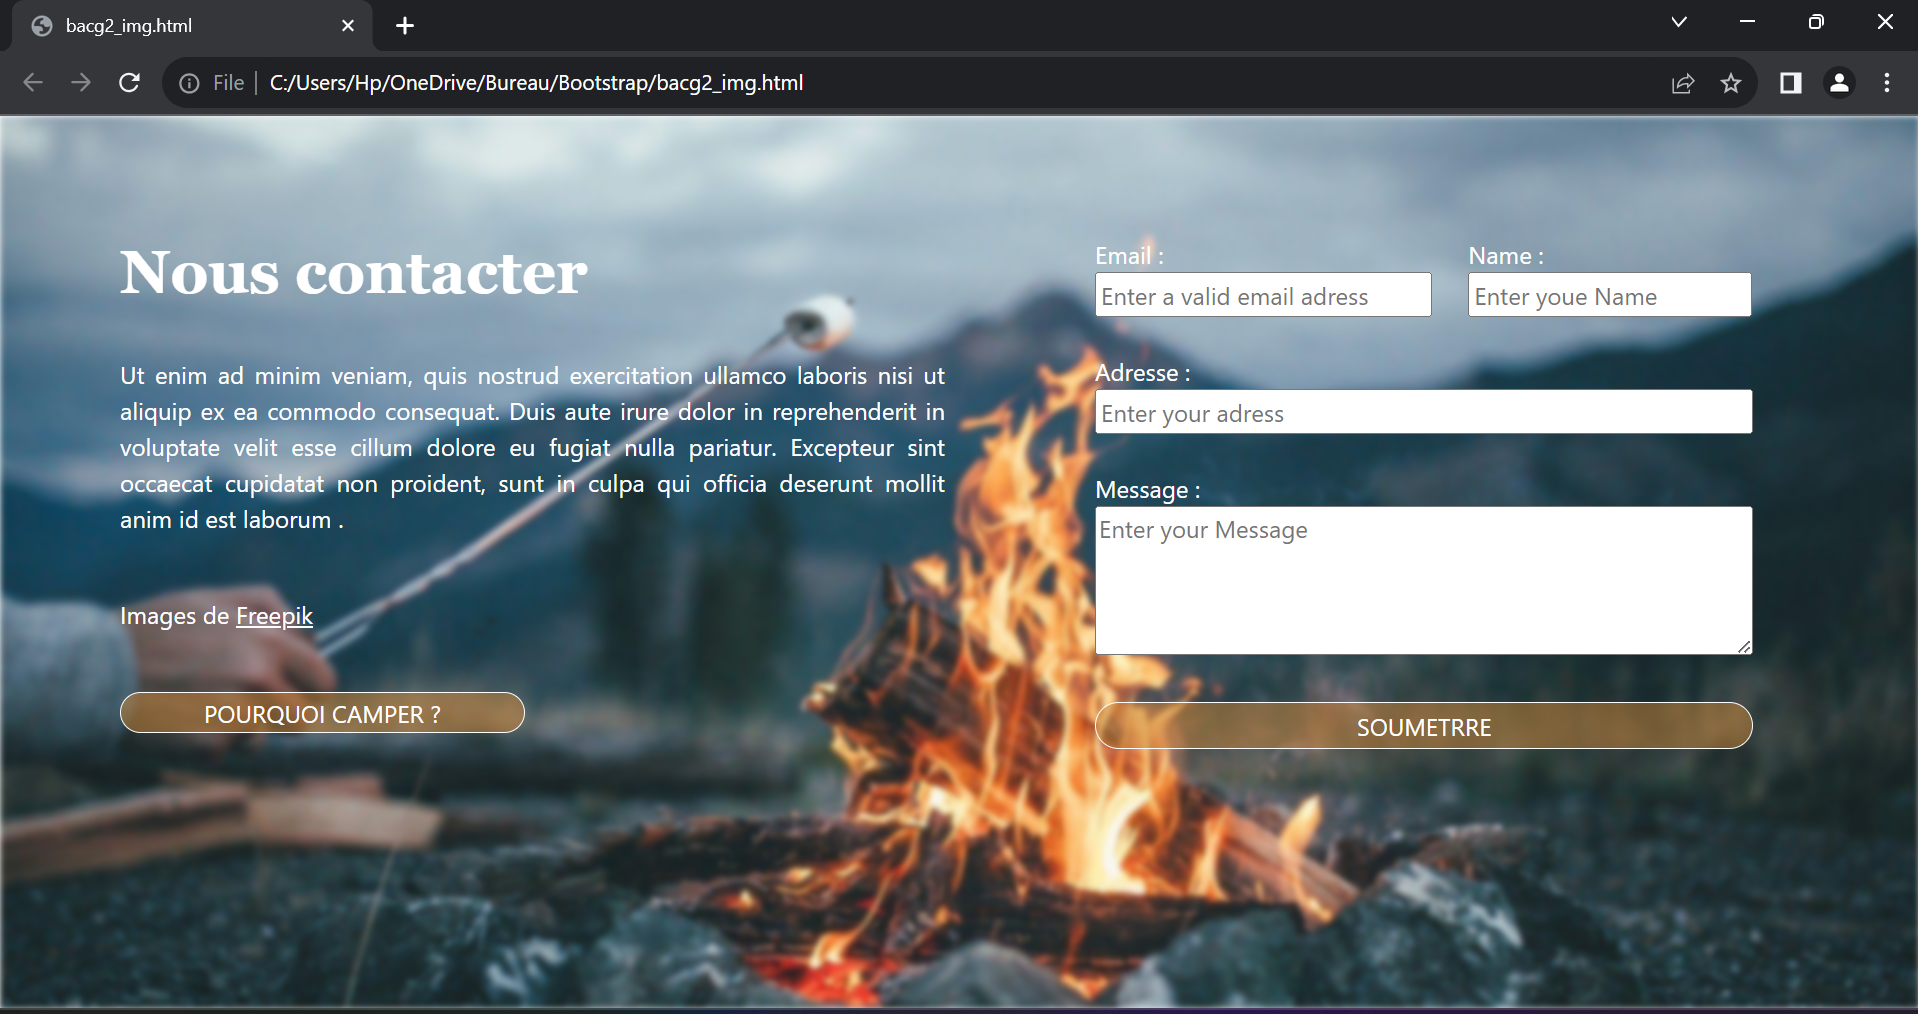 bacg2_img.html
File
C:/Users/Hp/OneDrive/Bureau/Bootstrap/bacg2_img.html
Nous contacter
Ut enim ad minim veniam, quis nostrud exercitation ullamco laboris nisi ut
aliquip ex ea commodo consequat. Duis aute irure dolor in reprehenderit in
voluptate velit esse cillum dolore eu fugiat nulla pariatur. Excepteur sint
occaecat cupidatat non proident, sunt in culpa qui officia deserunt mollit
anim id est laborum .
Images de Freepik
POURQUOI CAMPER ?
Email :
Enter a valid email adress
Name :
Enter youe Name
Adresse :
Enter your adress
Message :
Enter your Message
SOUMETRRE